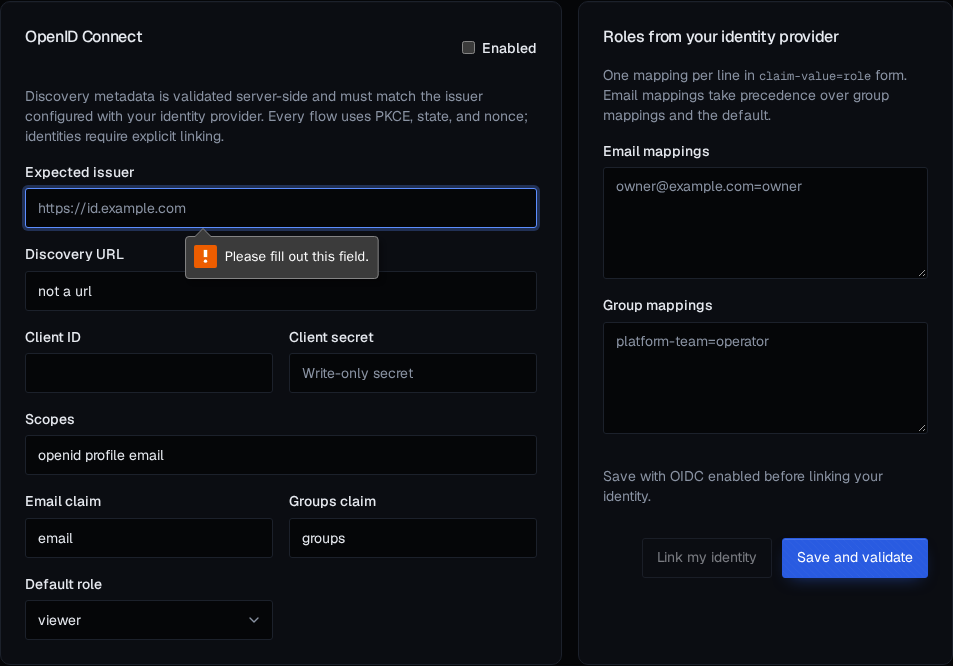 OpenID Connect
Enabled
Discovery metadata is validated server-side and must match the issuer
configured with your identity provider. Every flow uses PKCE, state, and nonce;
identities require explicit linking.
Expected issuer
https://id.example.com
Please fill out this field.
Discovery URL
not a url
Client ID
Client secret
Write-only secret
Scopes
openid profile email
Email claim
Groups claim
email
groups
Default role
viewer
Roles from your identity provider
One mapping per line in claim-value=role form.
Email mappings take precedence over group
mappings and the default.
Email mappings
owner@example.com=owner
Group mappings
platform-team=operator
Save with OIDC enabled before linking your
identity.
Link my identity
Save and validate